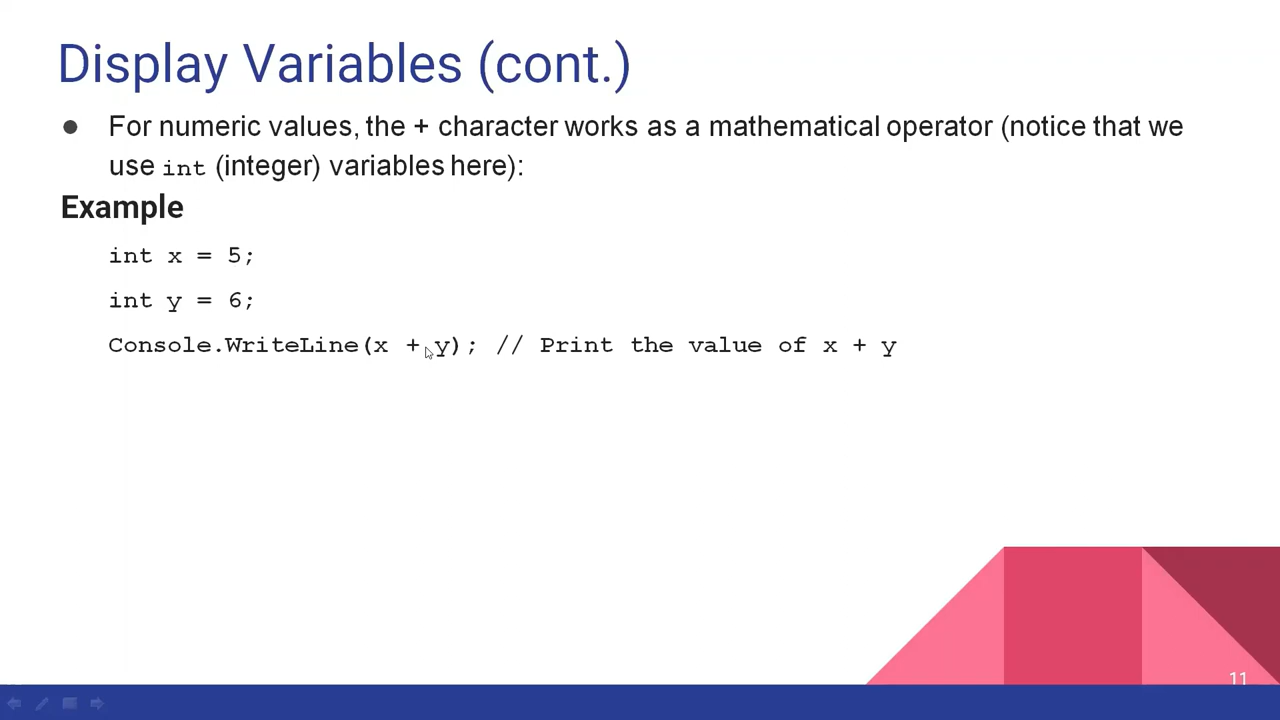 Display Variables (cont.)
● For numeric values, the + character works as a mathematical operator (notice that we
use int (integer) variables here):
Example
int x = 5;
int y = 6;
Console.WriteLine(x + y); // Print the value of x + y
11